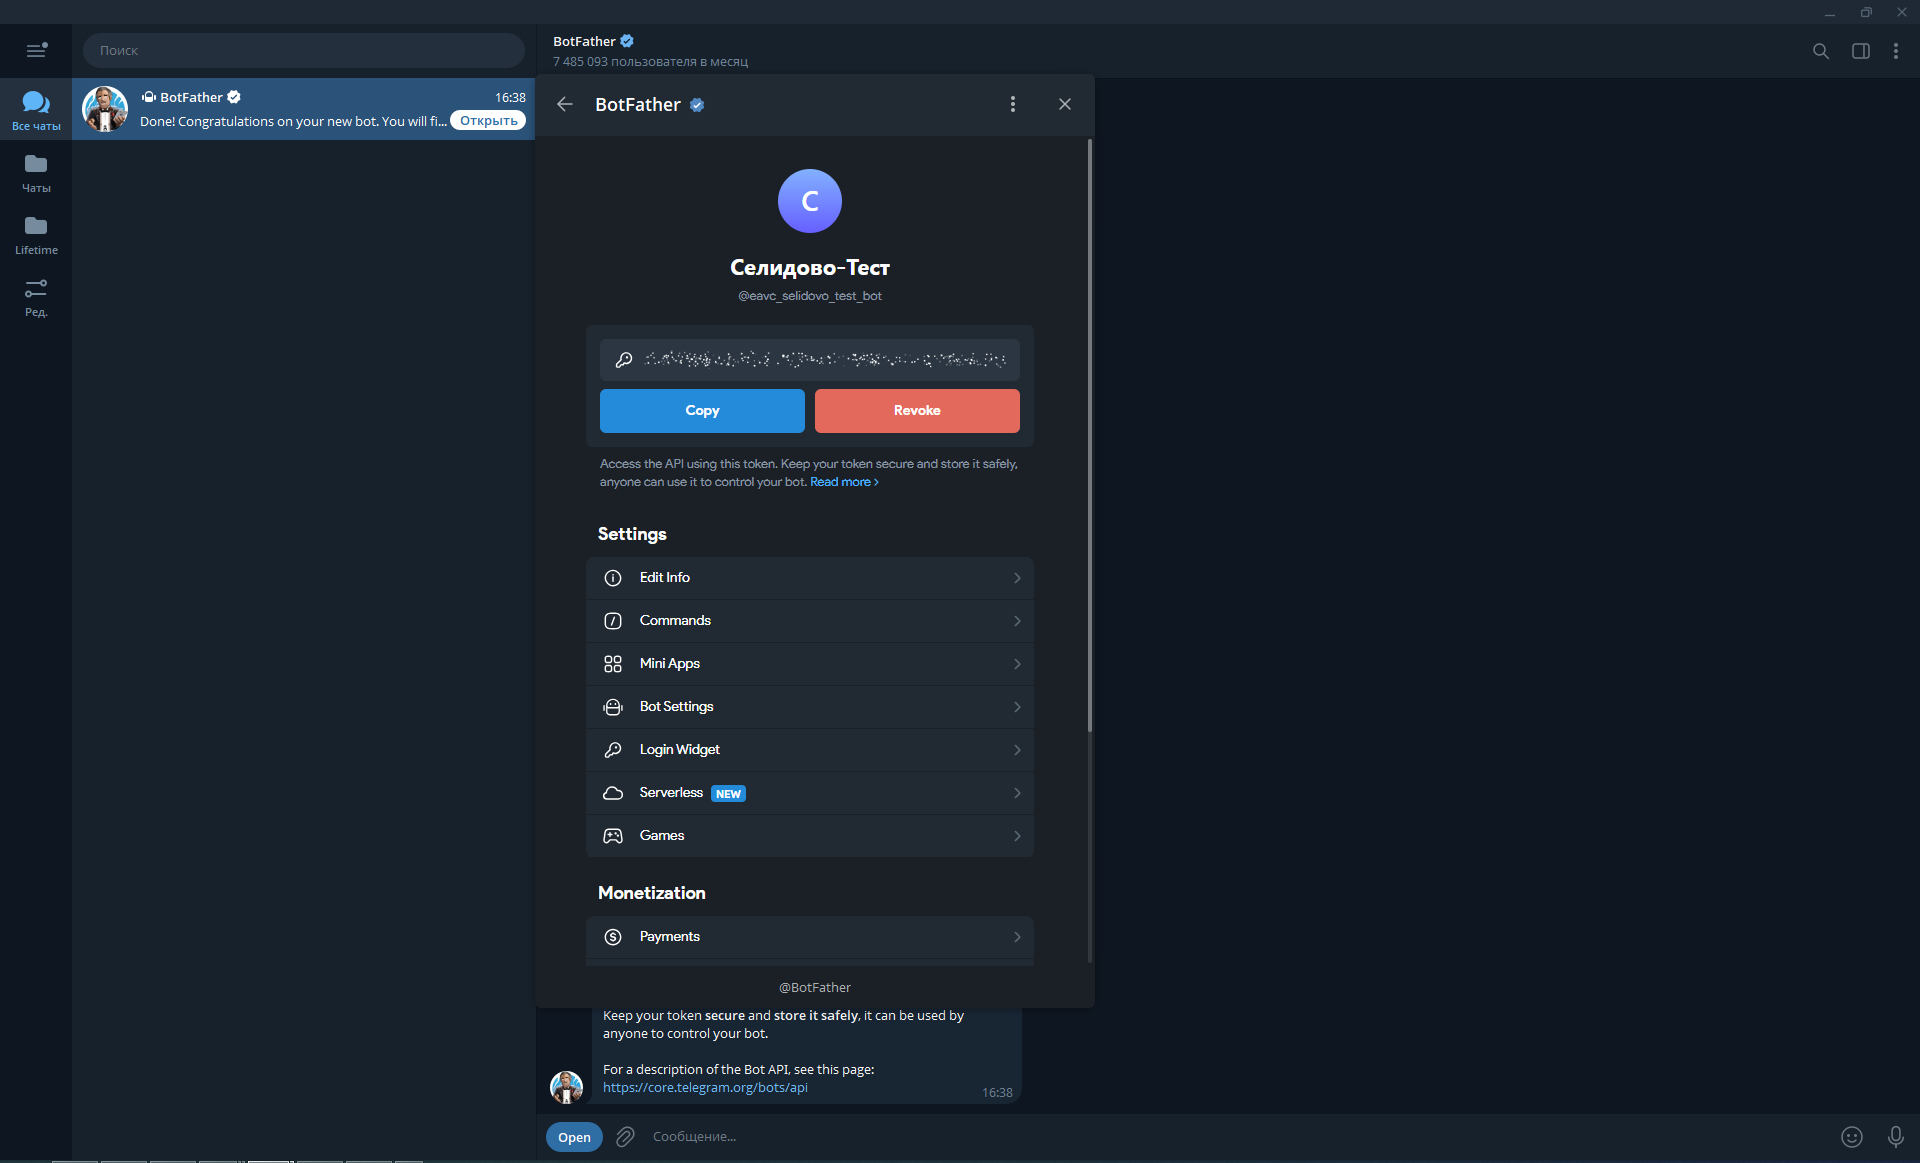 Поиск
Все чаты
Чаты
Lifetime
Ред.
BotFather
16:38
Done! Congratulations on your new bot. You will fi...
Открыть
BotFather
7 485 093 пользователя в месяц
BotFather
С
Селидово-Тест
@eavc_selidovo_test_bot
Copy
Revoke
Access the API using this token. Keep your token secure and store it safely,
anyone can use it to control your bot. Read more
Settings
Edit Info
Commands
Mini Apps
Bot Settings
Login Widget
Serverless NEW
Games
Monetization
Payments
@BotFather
Keep your token secure and store it safely, it can be used by
anyone to control your bot.
For a description of the Bot API, see this page:
https://core.telegram.org/bots/api
16:38
Open
Сообщение...